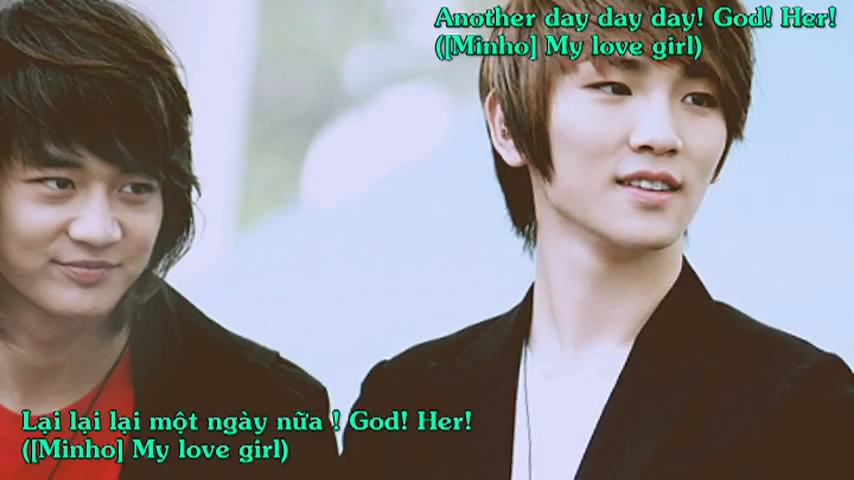 Another day day day! God! Her!
([Minho] My love girl)
Lại lại lại một ngày nữa ! God! Her!
([Minho] My love girl)